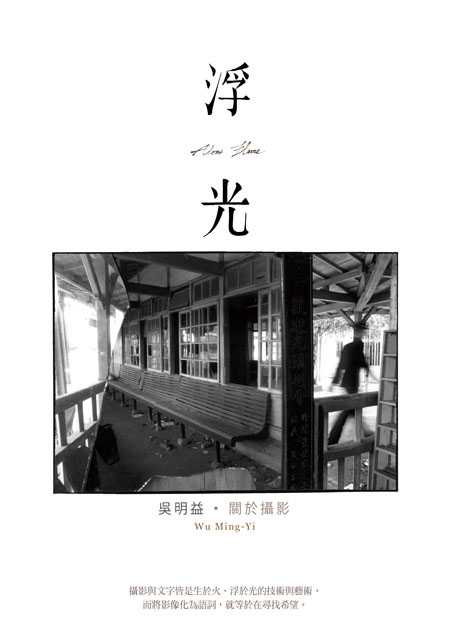 浮
Above Flame
光
吳明益 • 關於攝影
Wu Ming-Yi
攝影與文字皆是生於火、浮於光的技術與藝術，
而將影像化為語詞，就等於在尋找希望。